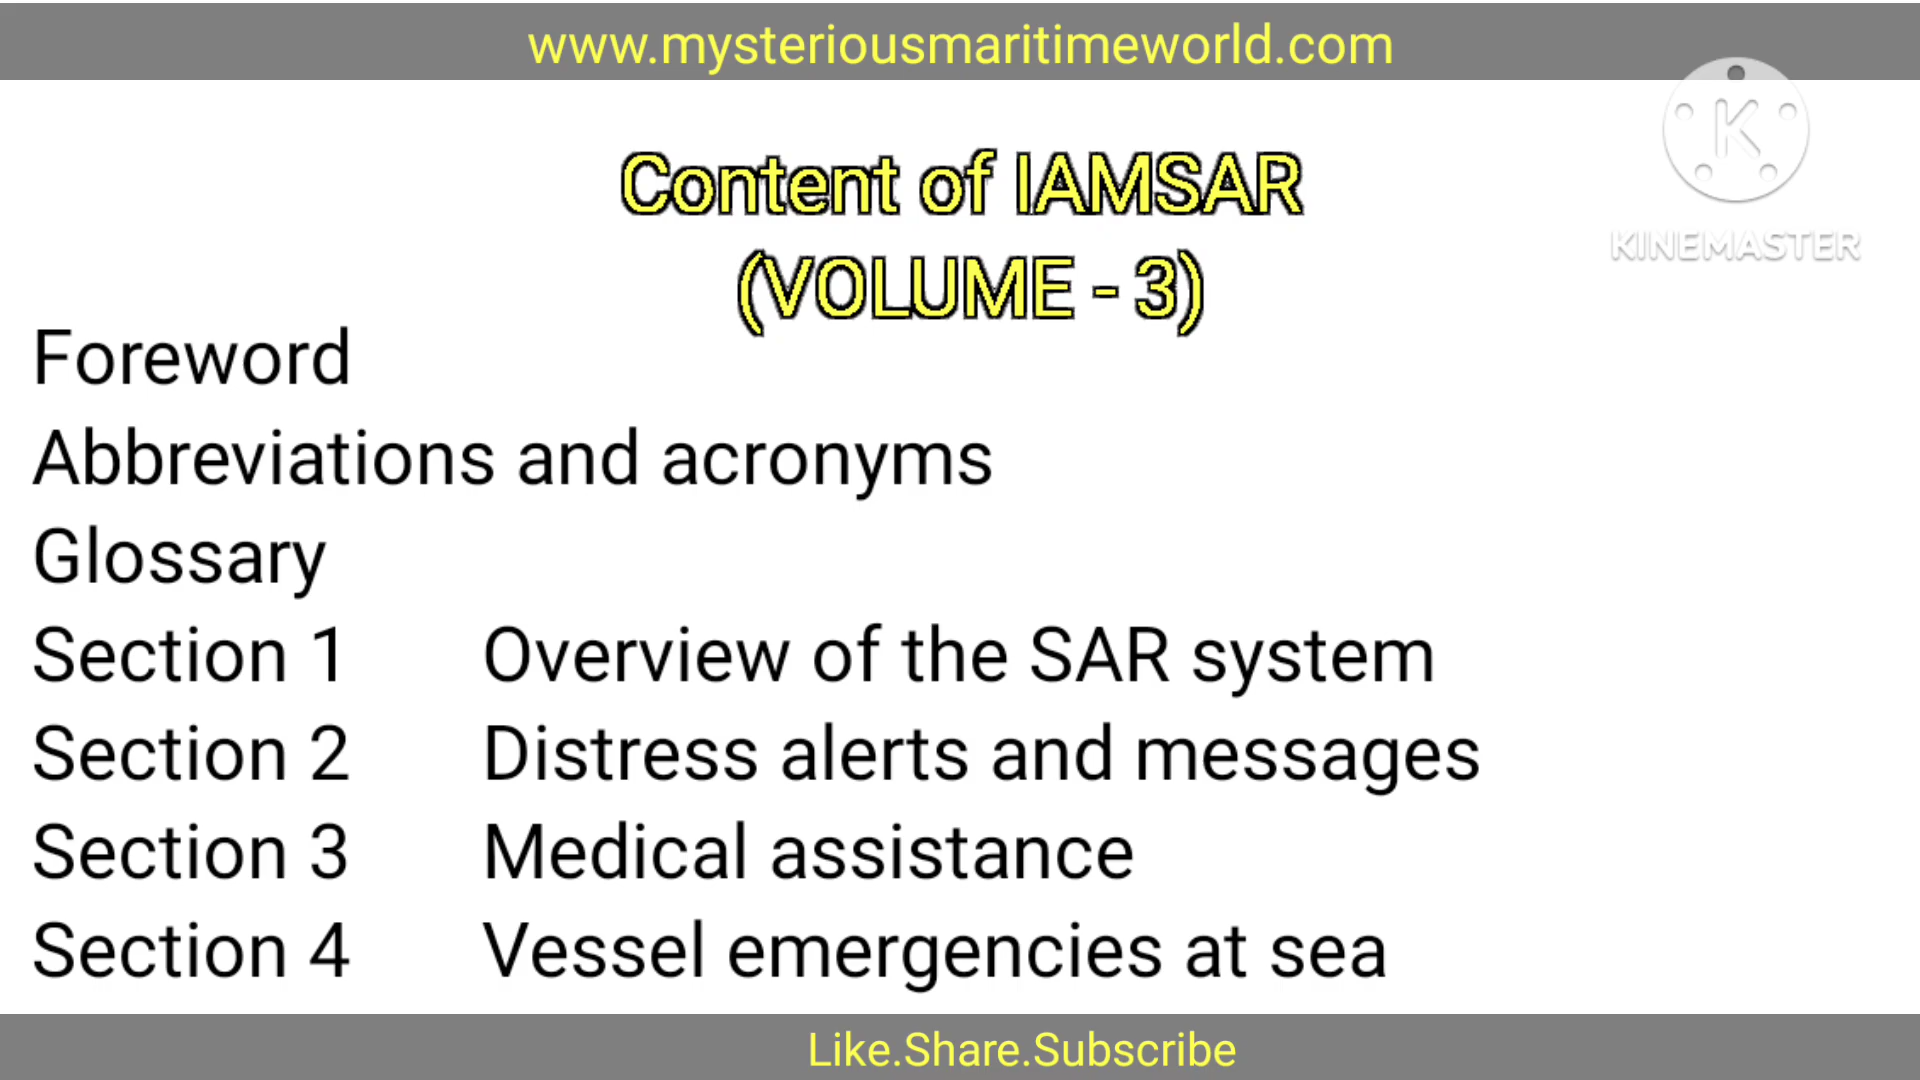 www.mysteriousmaritimeworld.com
K
KINEMASTER
Content of IAMSAR
(VOLUME - 3)
Foreword
Abbreviations and acronyms
Glossary
Section 1 Overview of the SAR system
Section 2 Distress alerts and messages
Section 3 Medical assistance
Section 4 Vessel emergencies at sea
Like.Share.Subscribe